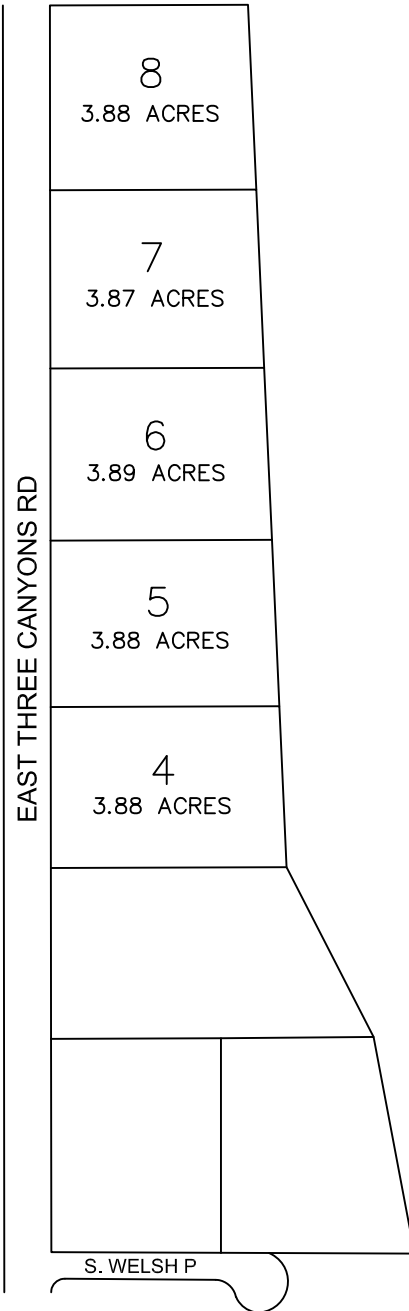 8
3.88 ACRES
7
3.87 ACRES
6
3.89 ACRES
5
3.88 ACRES
4
3.88 ACRES
EAST THREE CANYONS RD
S. WELSH P